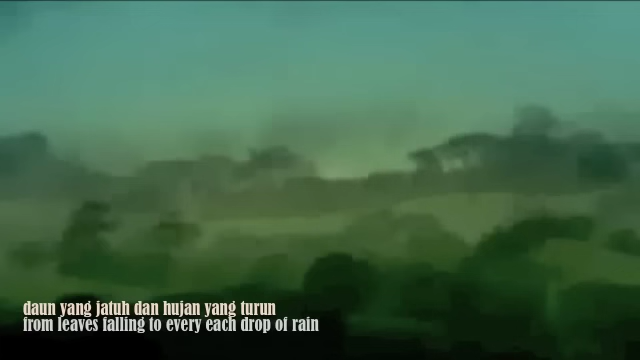 daun yang jatuh dan hujan yang turun
from leaves falling to every each drop of rain